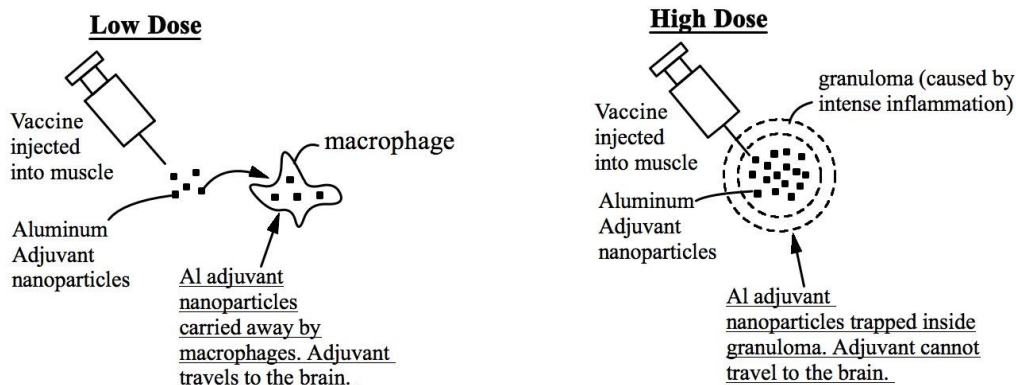 Low Dose
Vaccine
injected
into muscle
macrophage
Aluminum
Adjuvant
nanoparticles
Al adjuvant
nanoparticles
carried away by
macrophages. Adjuvant
travels to the brain.
High Dose
granuloma (caused by
intense inflammation)
Vaccine
injected
into muscle
Aluminum
Adjuvant
nanoparticles
Al adjuvant
nanoparticles trapped inside
granuloma. Adjuvant cannot
travel to the brain.